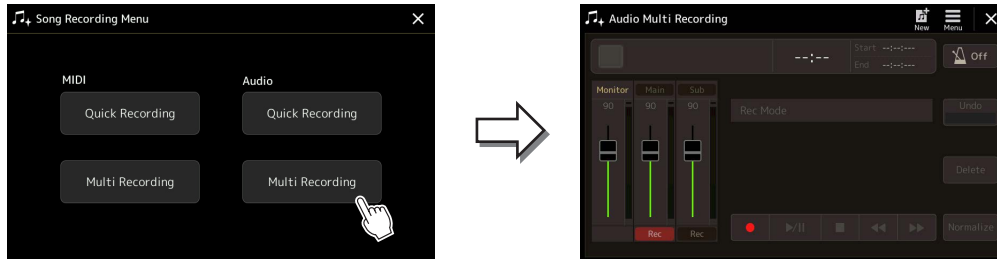 Song Recording Menu
MIDI
Audio
Quick Recording
Quick Recording
Multi Recording
Multi Recording
Audio Multi Recording
New
Menu
--:--
Start --:--:---
End --:--:---
Off
Monitor
Main
Sub
90
90
90
Rec Mode
Undo
Delete
Rec
Rec
Normalize